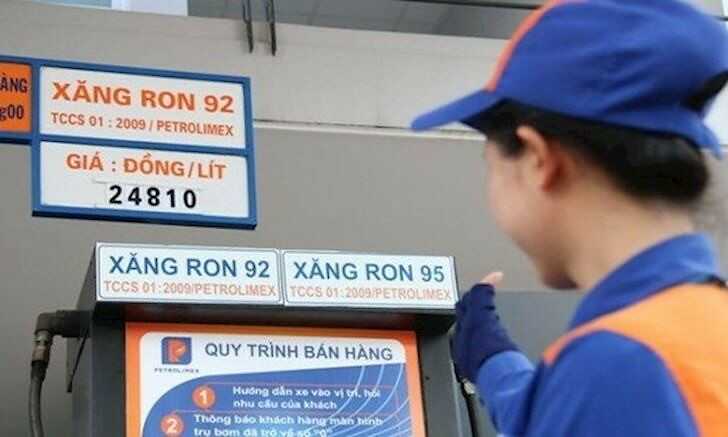 ÀNG
XĂNG RON 92
TCCS 01 : 2009 / PETROLIMEX
GIÁ : ĐỒNG/LÍT
24810
XĂNG RON 92
TCCS 01:2009/PETROLIMEX
XĂNG RON 95
TCCS 01:2009/PETROLIMEX
P
PETROLIMEX
QUY TRÌNH BÁN HÀNG
1 Hướng dẫn xe vào vị trí, hỏi
nhu cầu của khách
2 Thông báo khách hàng màn hình
trụ bơm đã trở về số "0"